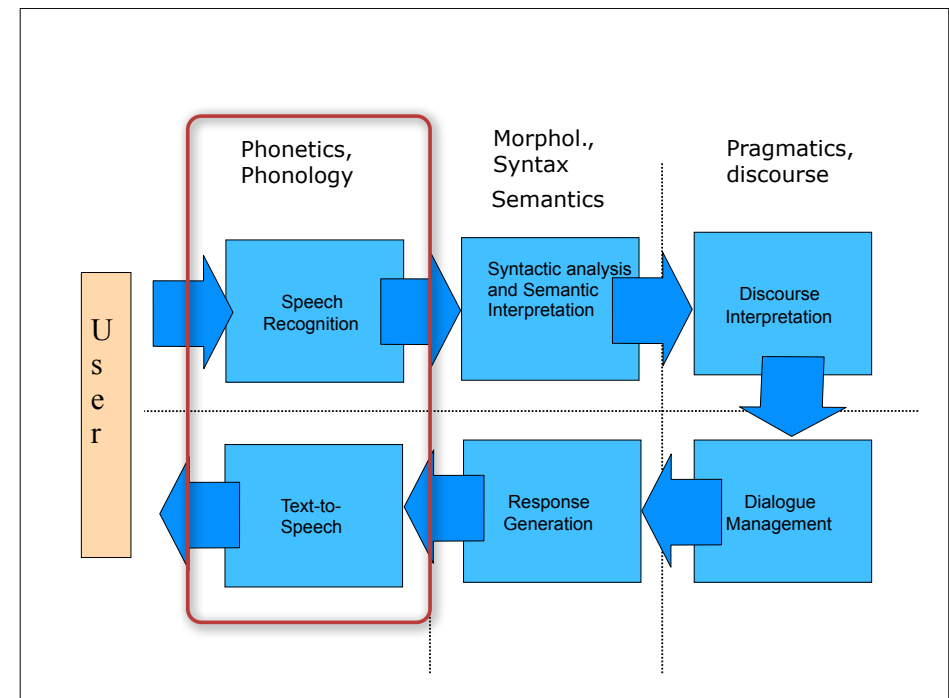 Phonetics,
Phonology
Morphol.,
Syntax
Semantics
Pragmatics,
discourse
User
Speech
Recognition
Syntactic analysis
and Semantic
Interpretation
Discourse
Interpretation
Text-to-
Speech
Response
Generation
Dialogue
Management